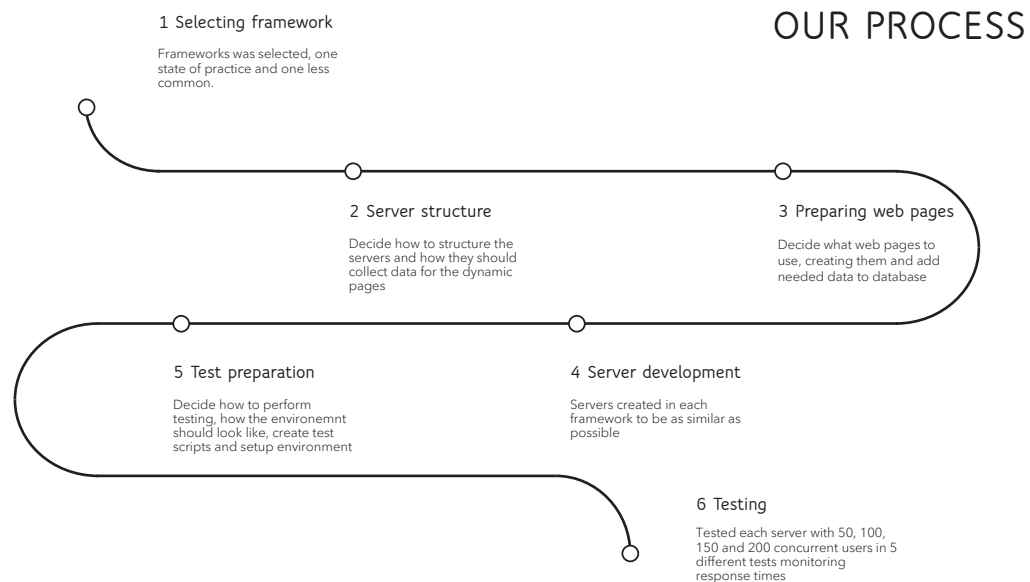 OUR PROCESS
1 Selecting framework
Frameworks was selected, one
state of practice and one less
common.
2 Server structure
Decide how to structure the
servers and how they should
collect data for the dynamic
pages
3 Preparing web pages
Decide what web pages to
use, creating them and add
needed data to database
4 Server development
Servers created in each
framework to be as similar as
possible
5 Test preparation
Decide how to perform
testing, how the environemnt
should look like, create test
scripts and setup environment
6 Testing
Tested each server with 50, 100,
150 and 200 concurrent users in 5
different tests monitoring
response times